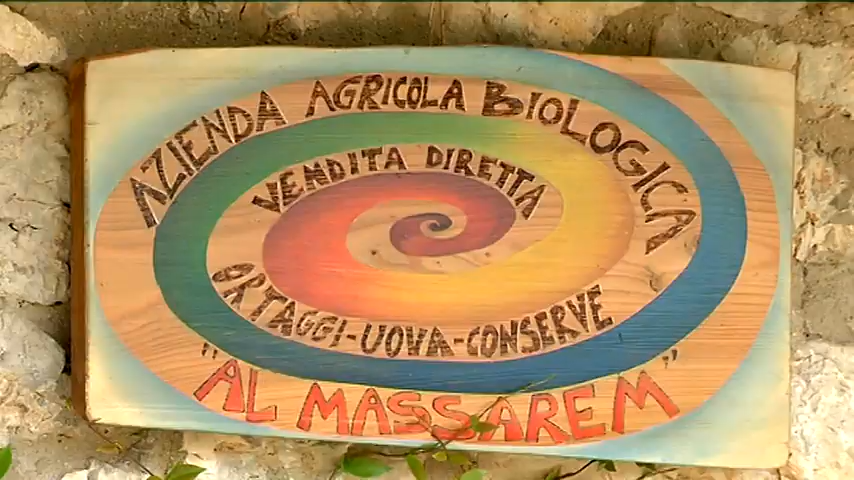 AZIENDA AGRICOLA BIOLOGICA
VENDITA DIRETTA
ORTAGGI-UOVA-CONSERVE
"AL MASSAREM"